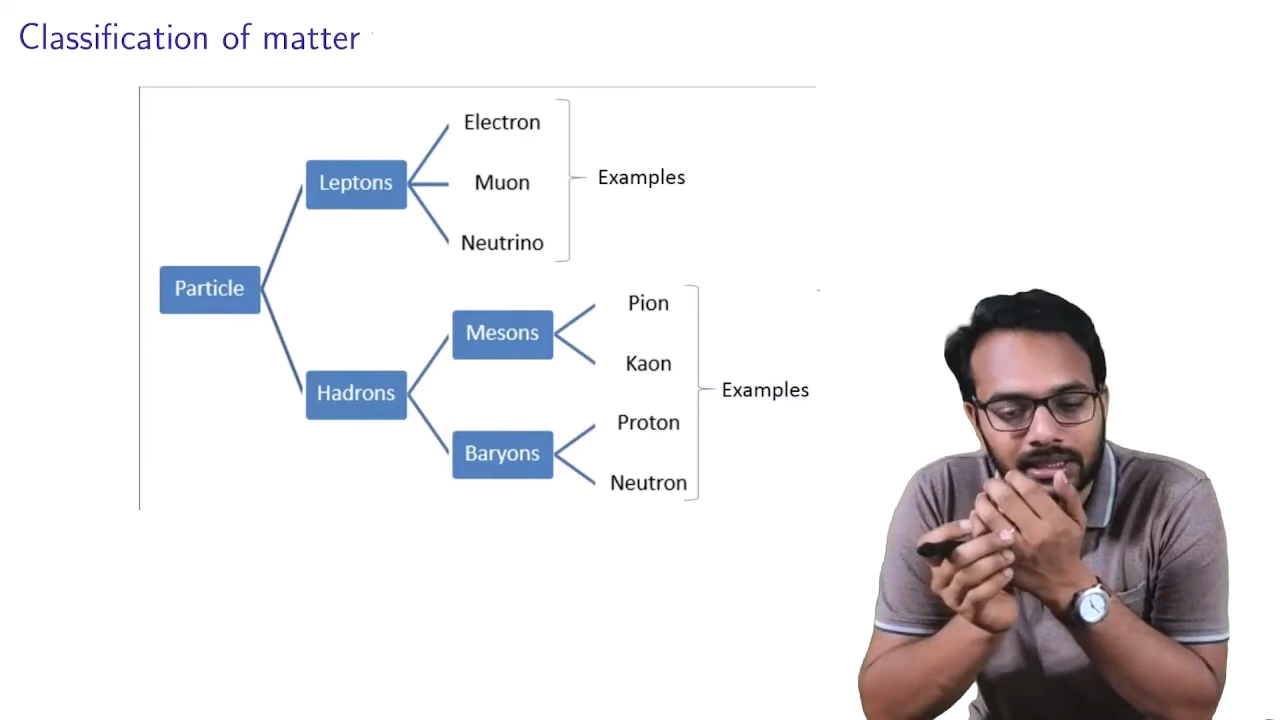 Classification of matter
Electron
Leptons
Muon
Examples
Neutrino
Particle
Pion
Mesons
Kaon
Hadrons
Examples
Proton
Baryons
Neutron